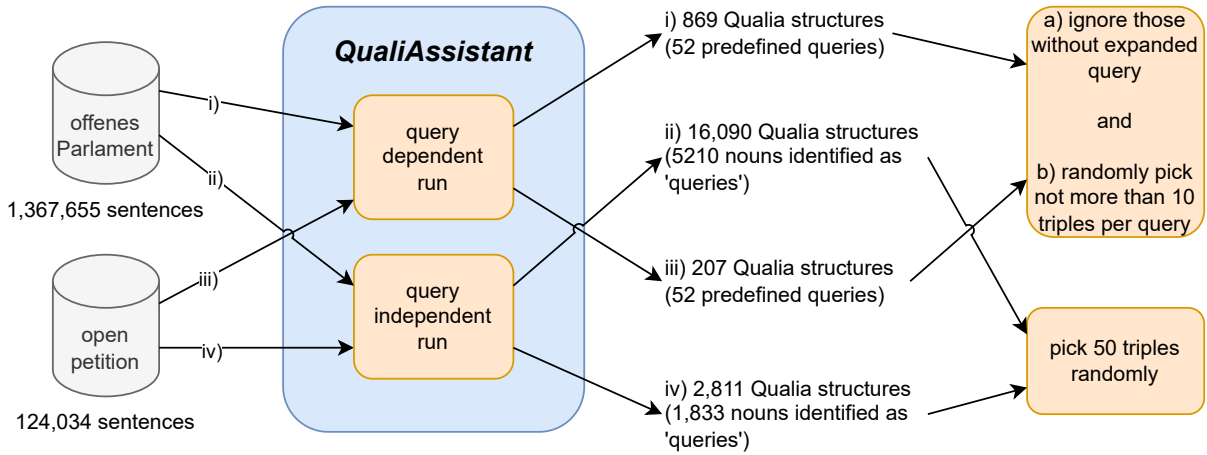 QualiAssistant
offenes
Parlament
1,367,655 sentences
open
petition
124,034 sentences
i)
ii)
iii)
iv)
query
dependent
run
query
independent
run
i) 869 Qualia structures
(52 predefined queries)
ii) 16,090 Qualia structures
(5210 nouns identified as
'queries')
iii) 207 Qualia structures
(52 predefined queries)
iv) 2,811 Qualia structures
(1,833 nouns identified as
'queries')
a) ignore those
without expanded
query
and
b) randomly pick
not more than 10
triples per query
pick 50 triples
randomly